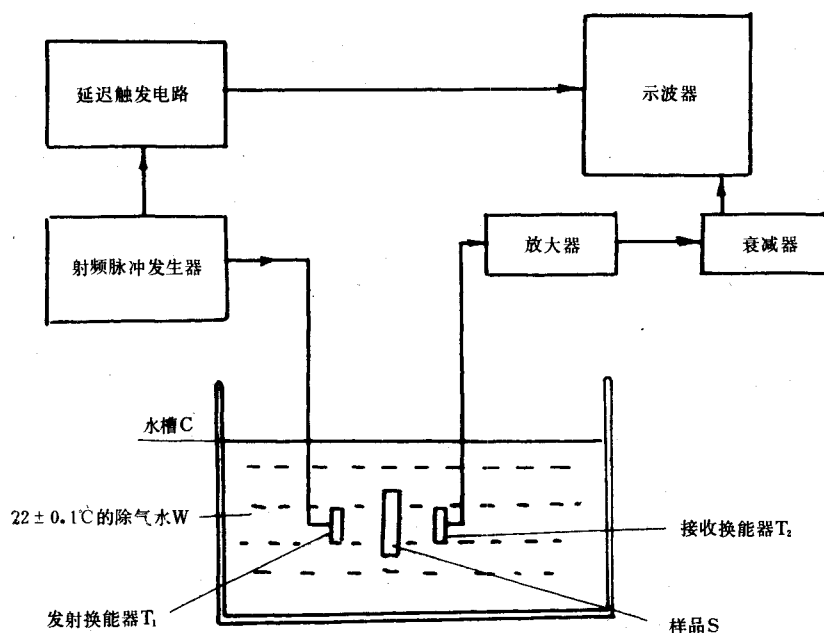 延迟触发电路
示波器
射频脉冲发生器
放大器
衰减器
水槽C
22±0.1℃的除气水W
接收换能器T₂
发射换能器T₁
样品S